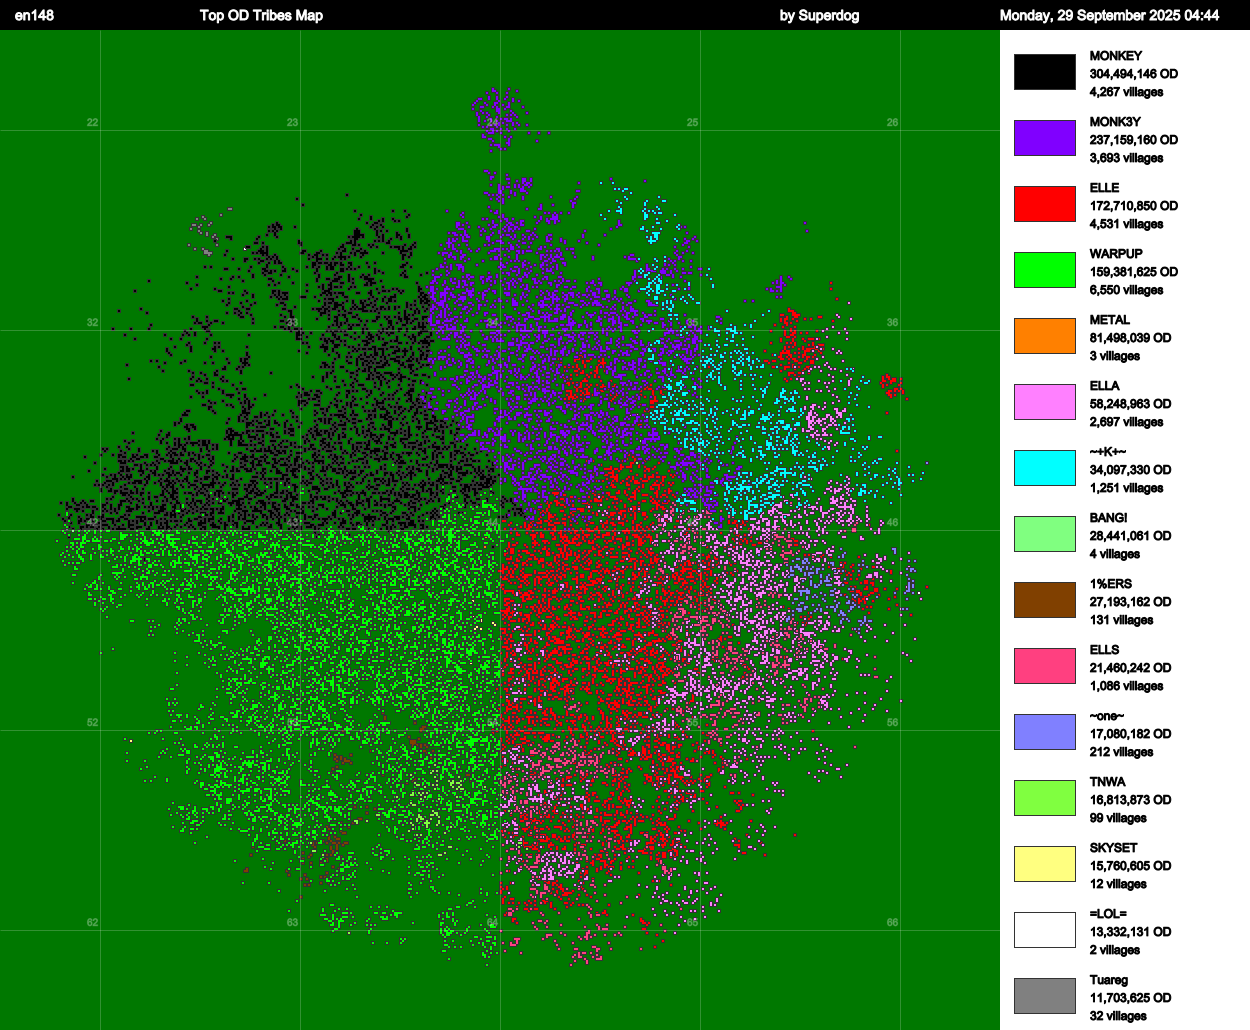 en148 Top OD Tribes Map by Superdog Monday, 29 September 2025 04:44
MONKEY
304,494,146 OD
4,267 villages
MONK3Y
237,159,160 OD
3,693 villages
ELLE
172,710,850 OD
4,531 villages
WARPUP
159,381,625 OD
6,550 villages
METAL
81,498,039 OD
3 villages
ELLA
58,248,963 OD
2,697 villages
~+K+~
34,097,330 OD
1,251 villages
BANG!
28,441,061 OD
4 villages
1%ERS
27,193,162 OD
131 villages
ELLS
21,460,242 OD
1,086 villages
~one~
17,080,182 OD
212 villages
TNWA
16,813,873 OD
99 villages
SKYSET
15,760,605 OD
12 villages
=LOL=
13,332,131 OD
2 villages
Tuareg
11,703,625 OD
32 villages
22 23 24 25 26
32 33 34 35 36
42 43 44 46
52 53 56
62 63 64 65 66